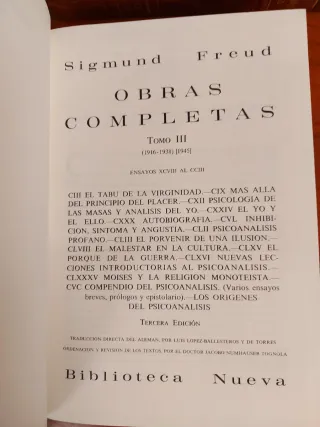 Sigmund Freud
OBRAS
COMPLETAS
TOMO III
(1916-1938) [1945]
ENSAYOS XCVIII AL CCIII
CIII EL TABU DE LA VIRGINIDAD.—CIX MAS ALLA
DEL PRINCIPIO DEL PLACER.—CXII PSICOLOGIA DE
LAS MASAS Y ANALISIS DEL YO.—CXXV EL YO Y
EL ELLO.—CXXX AUTOBIOGRAFIA.—CVL INHIBI-
CION, SINTOMA Y ANGUSTIA.—CLII PSICOANALISIS
PROFANO.—CLIII EL PORVENIR DE UNA ILUSION.—
CLVIII EL MALESTAR EN LA CULTURA.—CLXV EL
PORQUE DE LA GUERRA.—CLXVI NUEVAS LEC-
CIONES INTRODUCTORIAS AL PSICOANALISIS.—
CLXXXV MOISES Y LA RELIGION MONOTEISTA.—
CVC COMPENDIO DEL PSICOANALISIS. (Varios ensayos
breves, prólogos y epistolario).—LOS ORIGENES
DEL PSICOANALISIS
TERCERA EDICIÓN
TRADUCCION DIRECTA DEL ALEMAN, POR LUIS LOPEZ-BALLESTEROS Y DE TORRES
ORDENACION Y REVISION DE LOS TEXTOS POR EL DOCTOR JACOBO NUMHAUSER TOGNOLA
Biblioteca Nueva